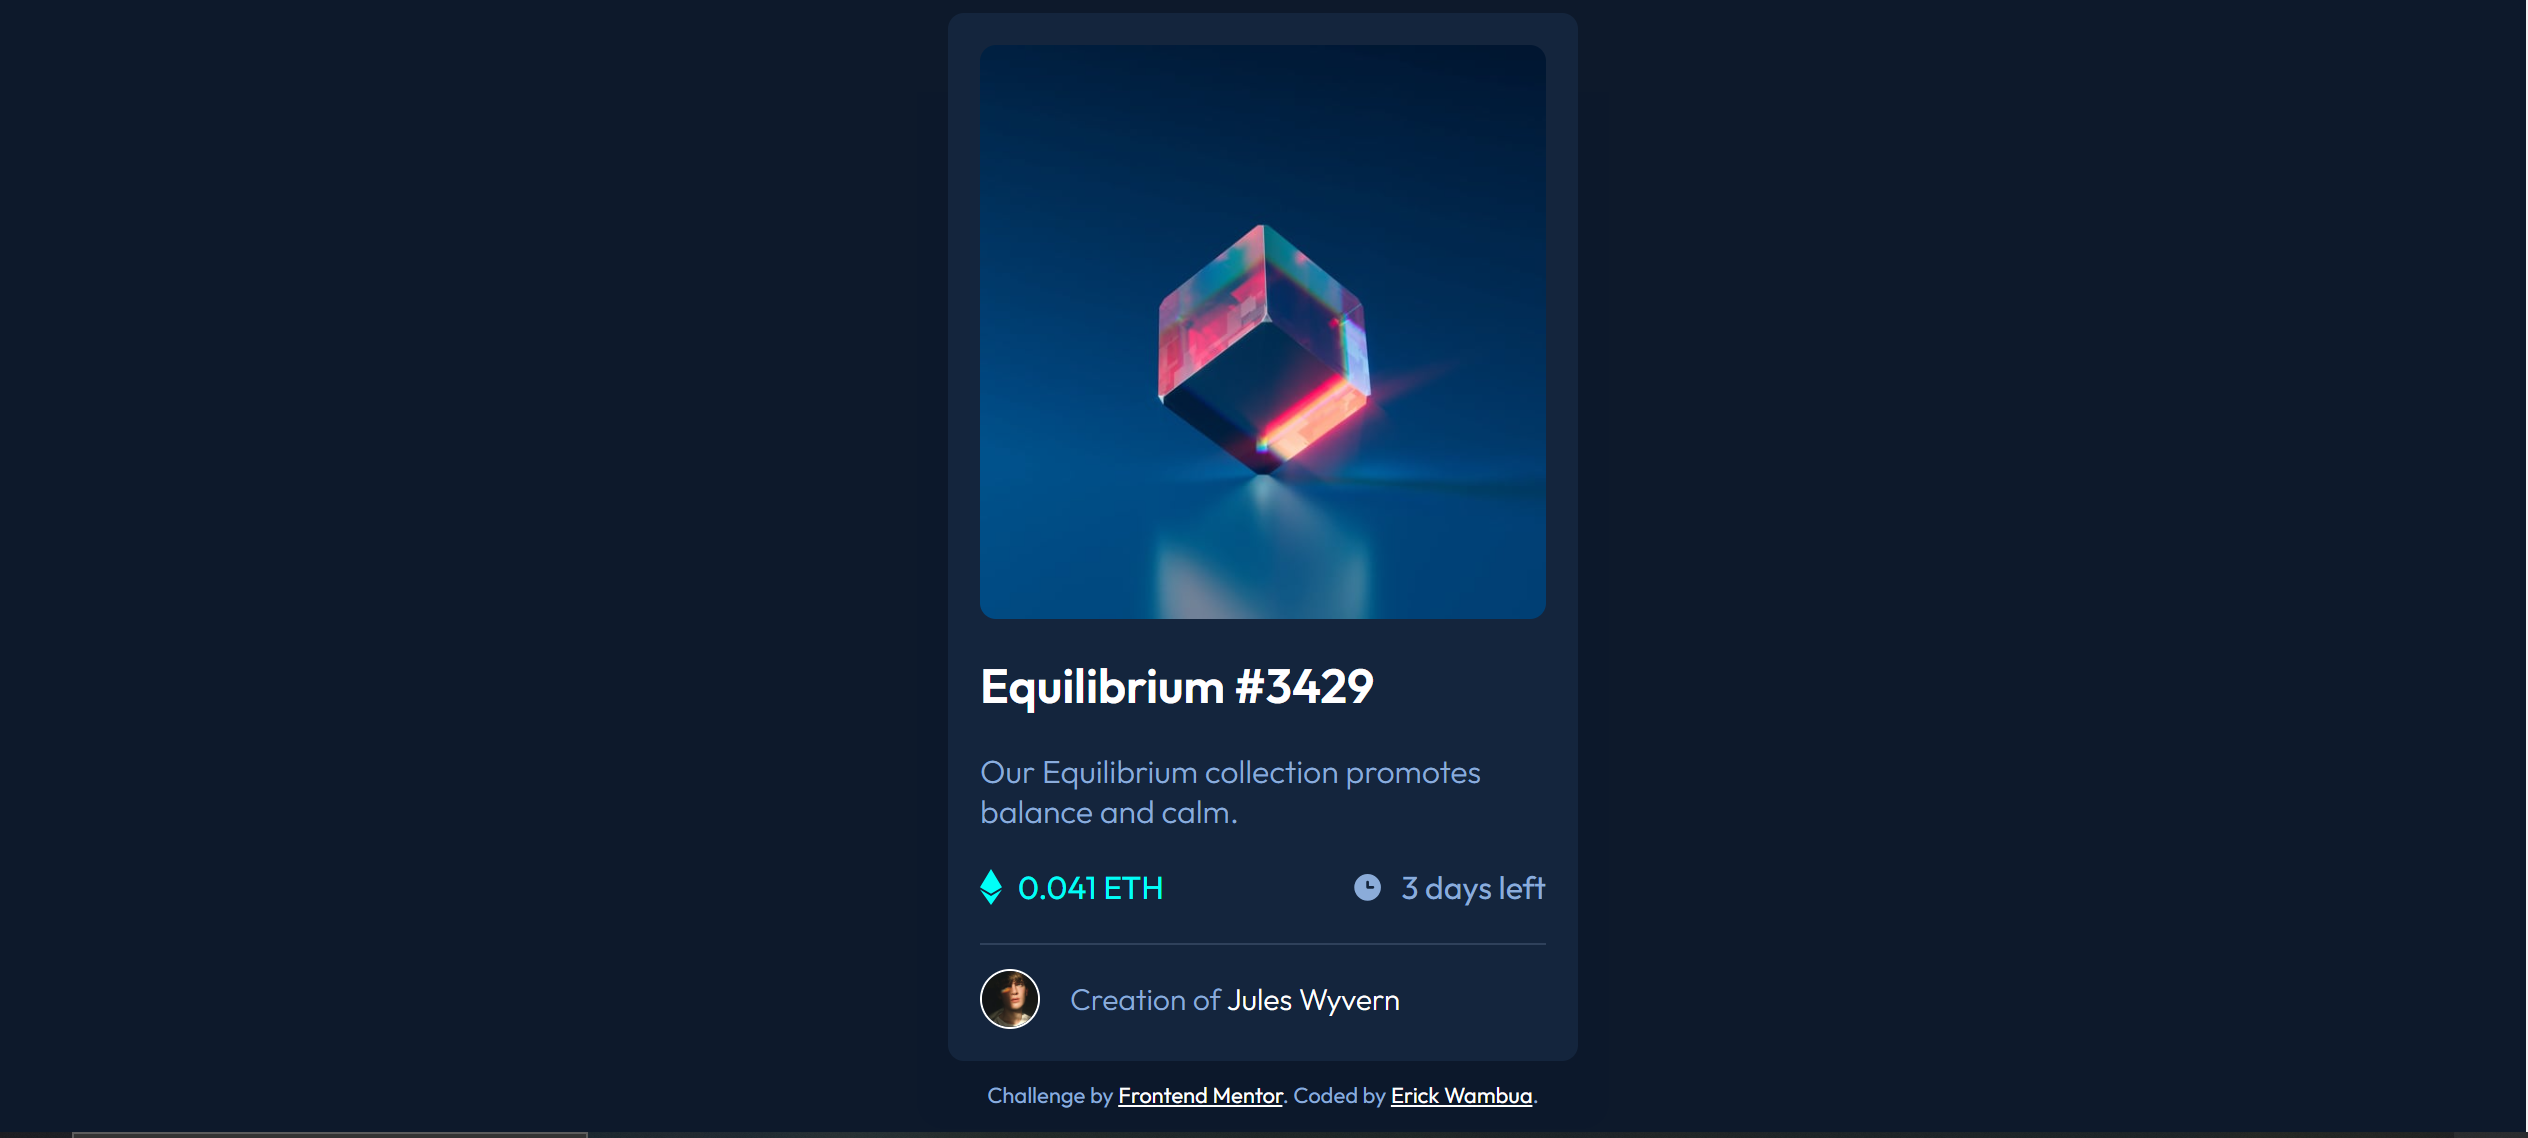 Equilibrium #3429
Our Equilibrium collection promotes
balance and calm.
0.041 ETH
3 days left
Creation of Jules Wyvern
Challenge by Frontend Mentor. Coded by Erick Wambua.